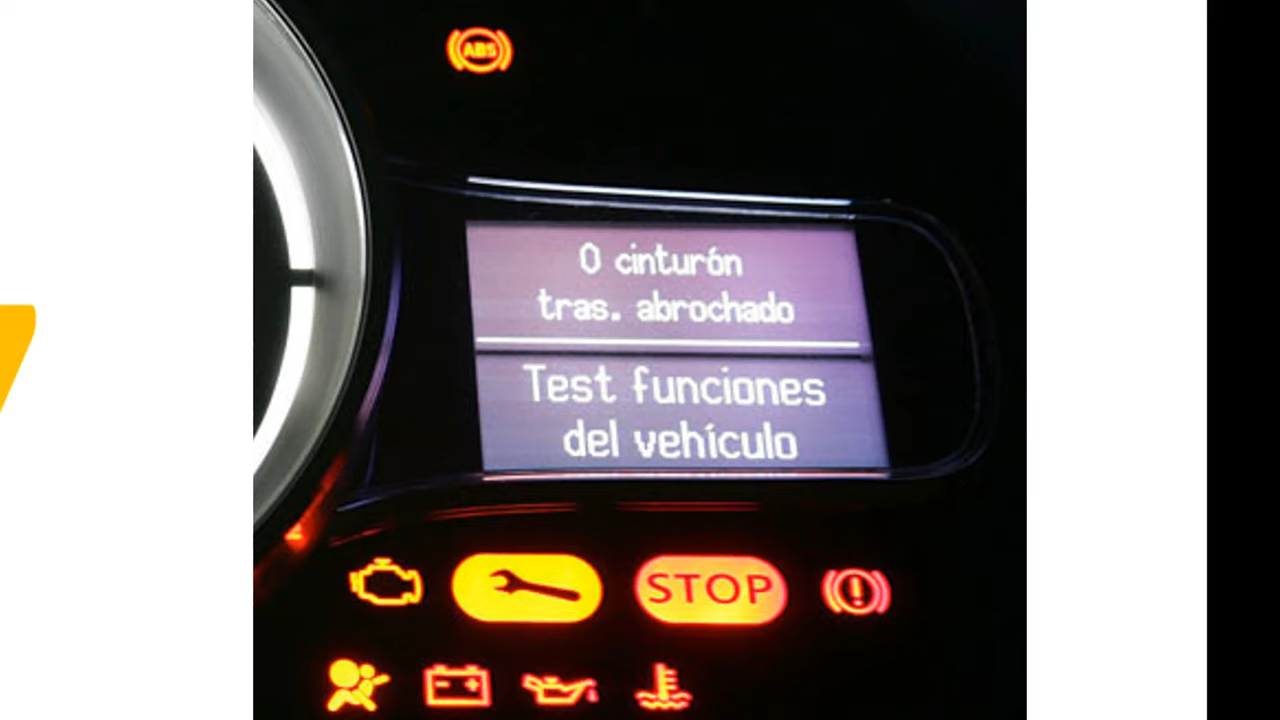 ABS
0 cinturón
tras. abrochado
Test funciones
del vehículo
STOP